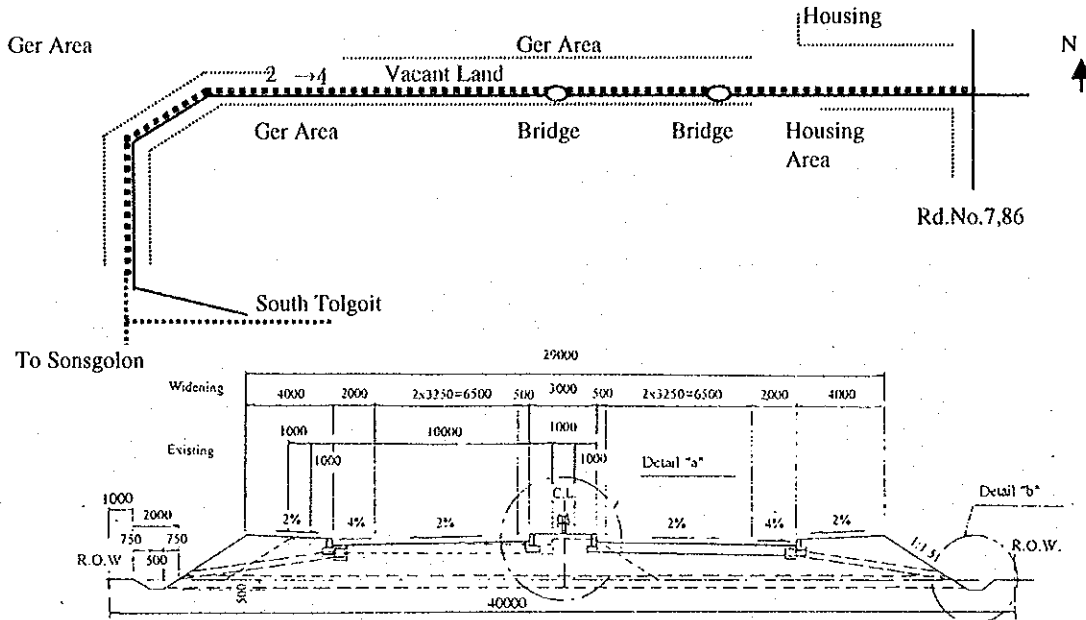 Housing
Ger Area
Ger Area
N
2 →4 Vacant Land
Ger Area
Bridge
Bridge
Housing
Area
Rd.No.7,86
South Tolgoit
To Sonsgolon
29000
Widening
4000 2000 2x3250=6500 500 3000 500 2x3250=6500 2000 4000
1000 10000 1000
Existing
1000 1000
Detail "a"
C.L.
1000
2000
Detail "b"
750 750
2% 4% 2% 2% 4% 2%
R.O.W 500
1:1.5
R.O.W.
500
40000